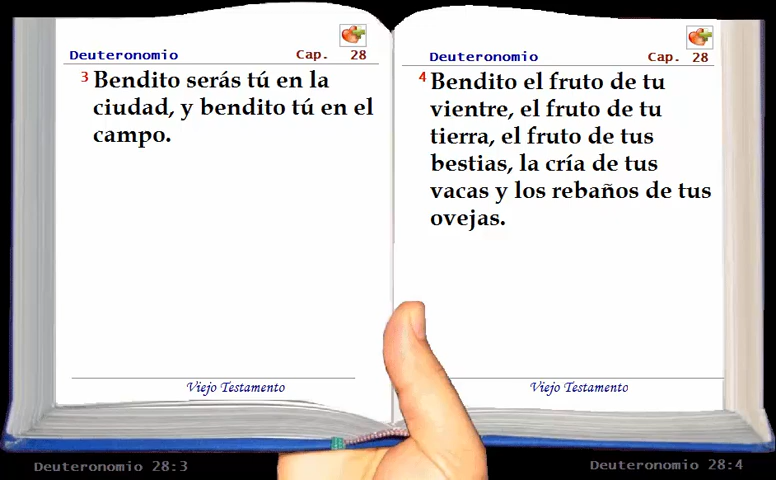 Deuteronomio Cap. 28
3 Bendito serás tú en la
ciudad, y bendito tú en el
campo.
Viejo Testamento
Deuteronomio 28:3
Deuteronomio Cap. 28
4 Bendito el fruto de tu
vientre, el fruto de tu
tierra, el fruto de tus
bestias, la cría de tus
vacas y los rebaños de tus
ovejas.
Viejo Testamento
Deuteronomio 28:4